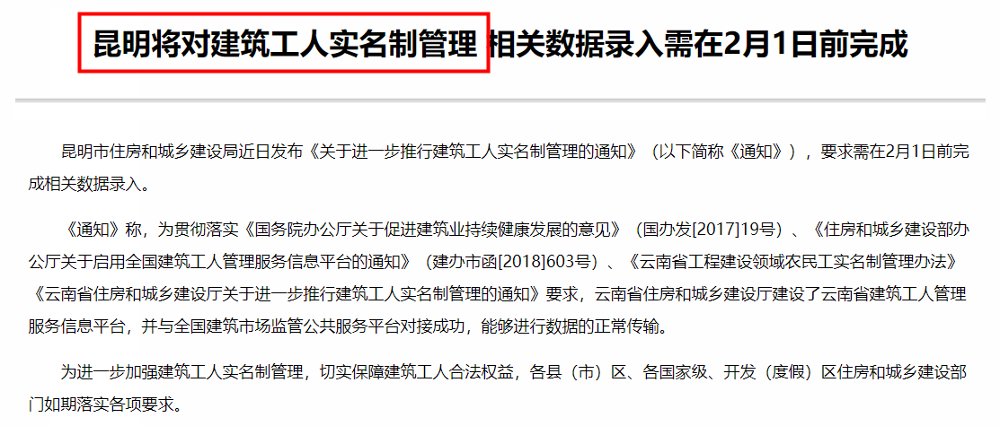 昆明将对建筑工人实名制管理 相关数据录入需在2月1日前完成
昆明市住房和城乡建设局近日发布《关于进一步推行建筑工人实名制管理的通知》（以下简称《通知》），要求需在2月1日前完
成相关数据录入。
《通知》称，为贯彻落实《国务院办公厅关于促进建筑业持续健康发展的意见》（国办发[2017]19号）、《住房和城乡建设部办
公厅关于启用全国建筑工人管理服务信息平台的通知》（建办市函[2018]603号）、《云南省工程建设领域农民工实名制管理办法》
《云南省住房和城乡建设厅关于进一步推行建筑工人实名制管理的通知》要求，云南省住房和城乡建设厅建设了云南省建筑工人管理
服务信息平台，并与全国建筑市场监管公共服务平台对接成功，能够进行数据的正常传输。
为进一步加强建筑工人实名制管理，切实保障建筑工人合法权益，各县（市）区、各国家级、开发（度假）区住房和城乡建设部
门如期落实各项要求。